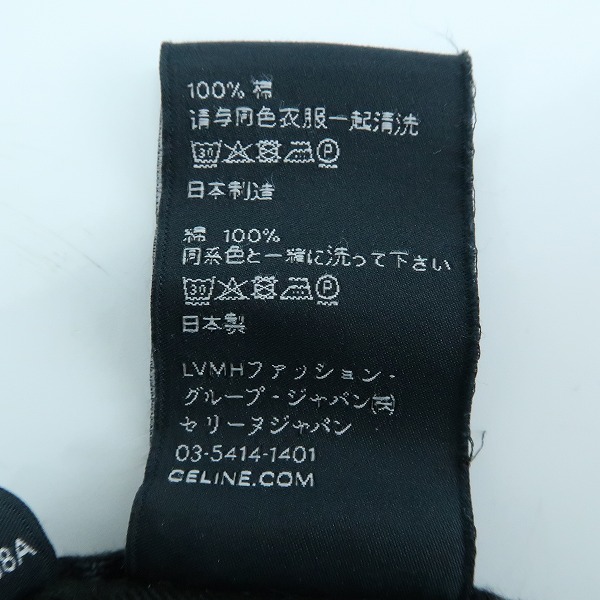 100% 棉
请与同色衣服一起清洗
30 P
日本制造
綿 100%
同系色と一緒に洗って下さい
30 P
日本製
LVMHファッション・
グループ・ジャパン㈱
セリーヌジャパン
03-5414-1401
CELINE.COM
8A